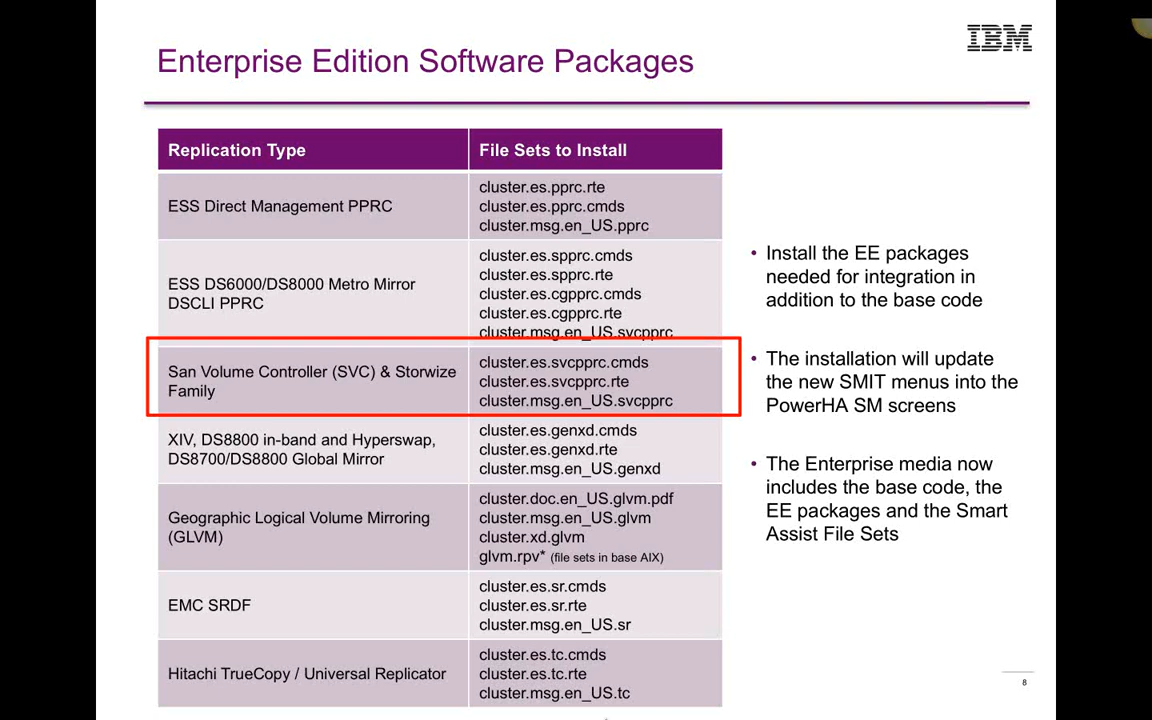 IBM
Enterprise Edition Software Packages
Replication Type
File Sets to Install
ESS Direct Management PPRC
cluster.es.pprc.rte
cluster.es.pprc.cmds
cluster.msg.en_US.pprc
ESS DS6000/DS8000 Metro Mirror
DSCLI PPRC
cluster.es.spprc.cmds
cluster.es.spprc.rte
cluster.es.cgpprc.cmds
cluster.es.cgpprc.rte
cluster.msg.en_US.svcpprc
San Volume Controller (SVC) & Storwize
Family
cluster.es.svcpprc.cmds
cluster.es.svcpprc.rte
cluster.msg.en_US.svcpprc
XIV, DS8800 in-band and Hyperswap,
DS8700/DS8800 Global Mirror
cluster.es.genxd.cmds
cluster.es.genxd.rte
cluster.msg.en_US.genxd
Geographic Logical Volume Mirroring
(GLVM)
cluster.doc.en_US.glvm.pdf
cluster.msg.en_US.glvm
cluster.xd.glvm
glvm.rpv* (file sets in base AIX)
EMC SRDF
cluster.es.sr.cmds
cluster.es.sr.rte
cluster.msg.en_US.sr
Hitachi TrueCopy / Universal Replicator
cluster.es.tc.cmds
cluster.es.tc.rte
cluster.msg.en_US.tc
• Install the EE packages
needed for integration in
addition to the base code
• The installation will update
the new SMIT menus into the
PowerHA SM screens
• The Enterprise media now
includes the base code, the
EE packages and the Smart
Assist File Sets
8